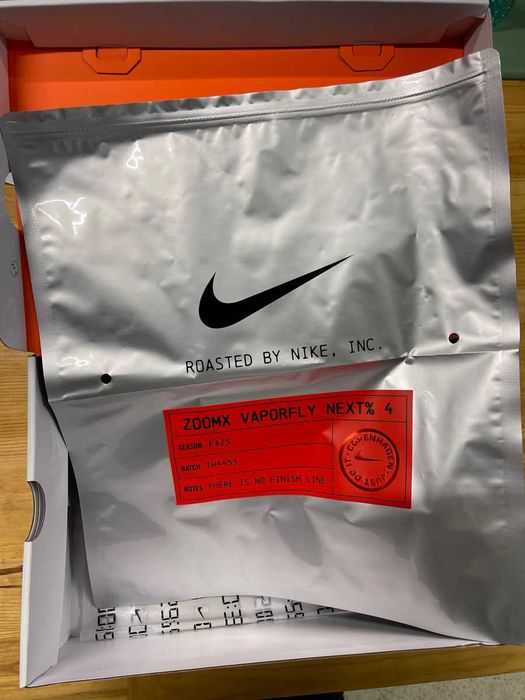 ROASTED BY NIKE, INC.
ZOOMX VAPORFLY NEXT% 4
SEASON: FA25
BATCH: IH4453
NOTES: THERE IS NO FINISH LINE
COPENHAGEN · JUST DO IT ·